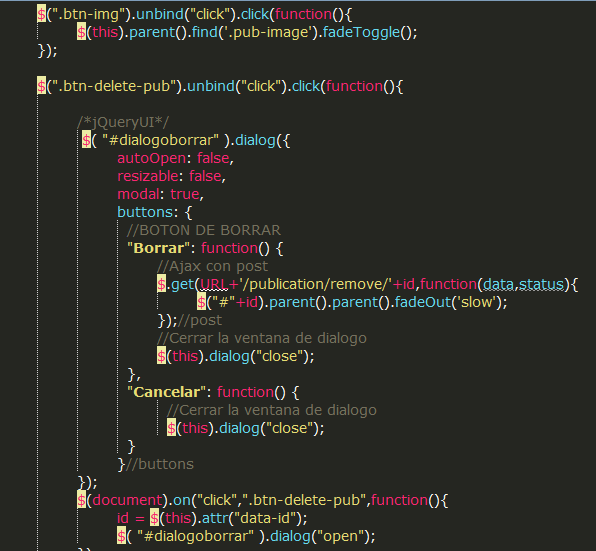 $(".btn-img").unbind("click").click(function(){
$(this).parent().find('.pub-image').fadeToggle();
});
$(".btn-delete-pub").unbind("click").click(function(){
/*jQueryUI*/
$( "#dialogoborrar" ).dialog({
autoOpen: false,
resizable: false,
modal: true,
buttons: {
//BOTON DE BORRAR
"Borrar": function() {
//Ajax con post
$.get(URL+'/publication/remove/'+id,function(data,status){
$("#"+id).parent().parent().fadeOut('slow');
});//post
//Cerrar la ventana de dialogo
$(this).dialog("close");
},
"Cancelar": function() {
//Cerrar la ventana de dialogo
$(this).dialog("close");
}
}//buttons
});
$(document).on("click",".btn-delete-pub",function(){
id = $(this).attr("data-id");
$( "#dialogoborrar" ).dialog("open");